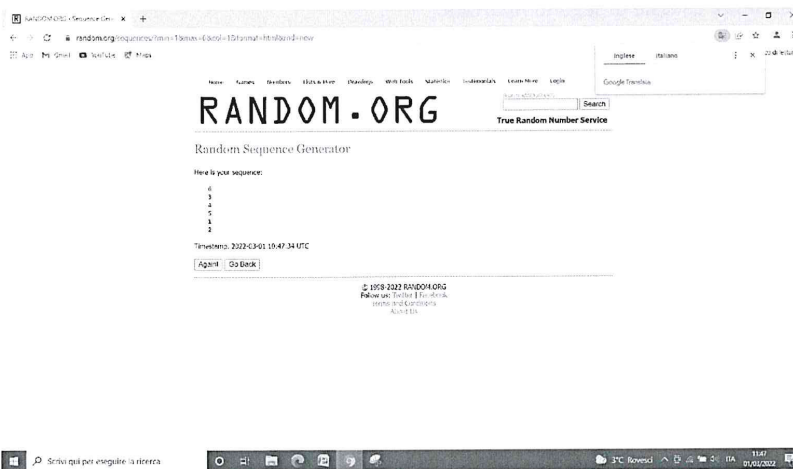 RANDOM.ORG - Sequence Gen
random.org/sequences/?min=1&max=6&col=1&format=html&rnd=new
App Gmail YouTube Maps
Inglese Italiano
Google Translate
Home Games Numbers Lists & More Drawings Web Tools Statistics Testimonials Learn More Login
RANDOM.ORG
Search
True Random Number Service
Random Sequence Generator
Here is your sequence:
6
3
4
5
1
2
Timestamp: 2022-03-01 10:47:34 UTC
Again! Go Back
© 1998-2022 RANDOM.ORG
Follow us: Twitter | Facebook
Terms and Conditions
About Us
Scrivi qui per eseguire la ricerca
3°C Rovesci ITA 11:47
01/03/2022